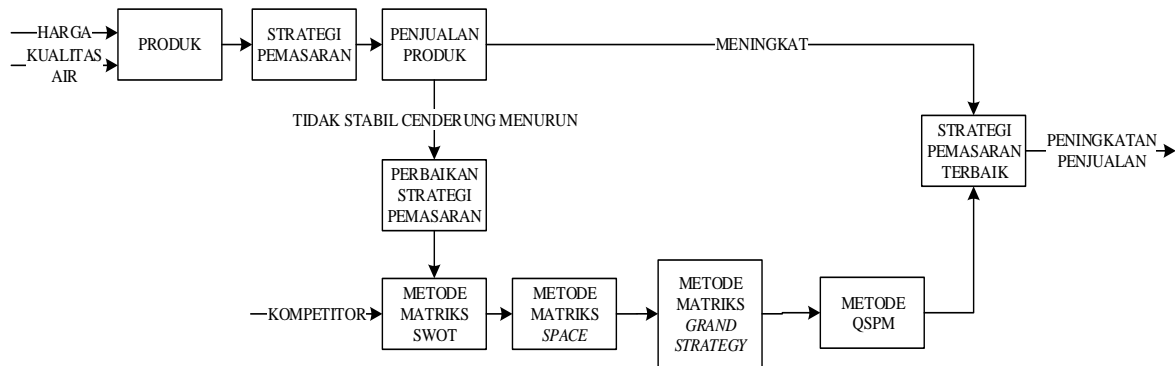 HARGA
KUALITAS
AIR
PRODUK
STRATEGI
PEMASARAN
PENJUALAN
PRODUK
MENINGKAT
TIDAK STABIL CENDERUNG MENURUN
STRATEGI
PEMASARAN
TERBAIK
PENINGKATAN
PENJUALAN
PERBAIKAN
STRATEGI
PEMASARAN
KOMPETITOR
METODE
MATRIKS
SWOT
METODE
MATRIKS
SPACE
METODE
MATRIKS
GRAND
STRATEGY
METODE
QSPM